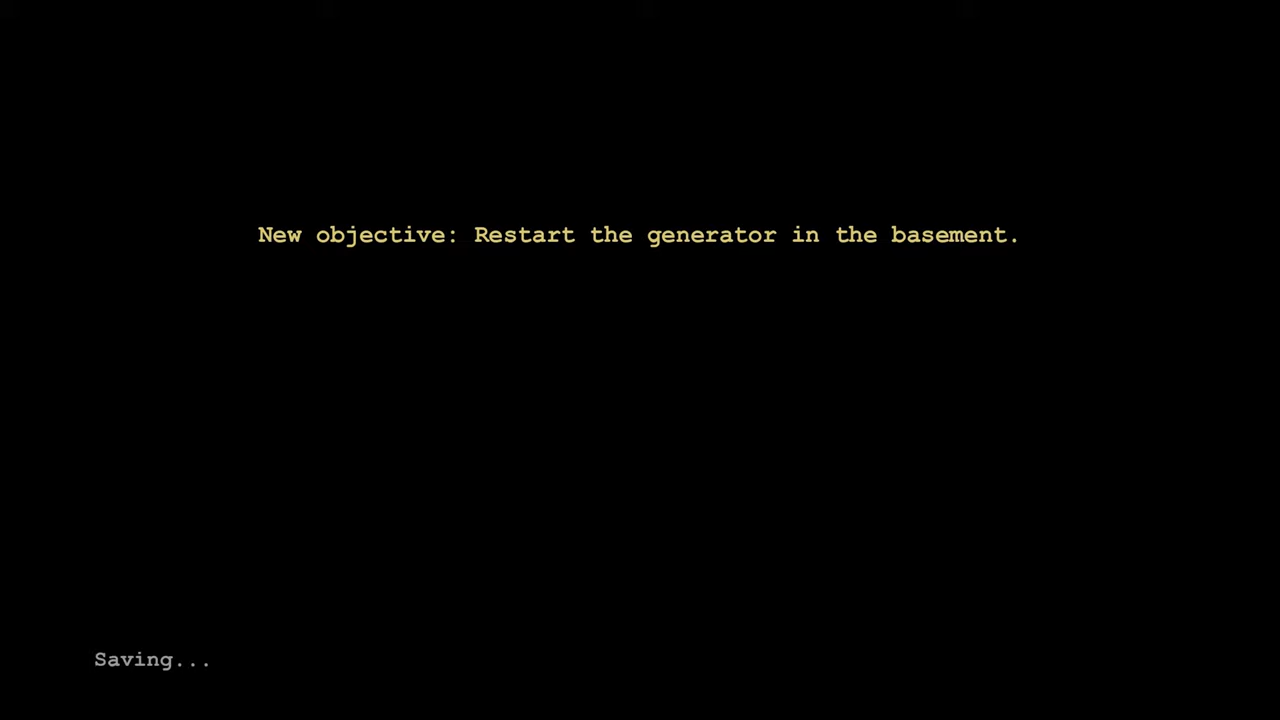 New objective: Restart the generator in the basement.
Saving...